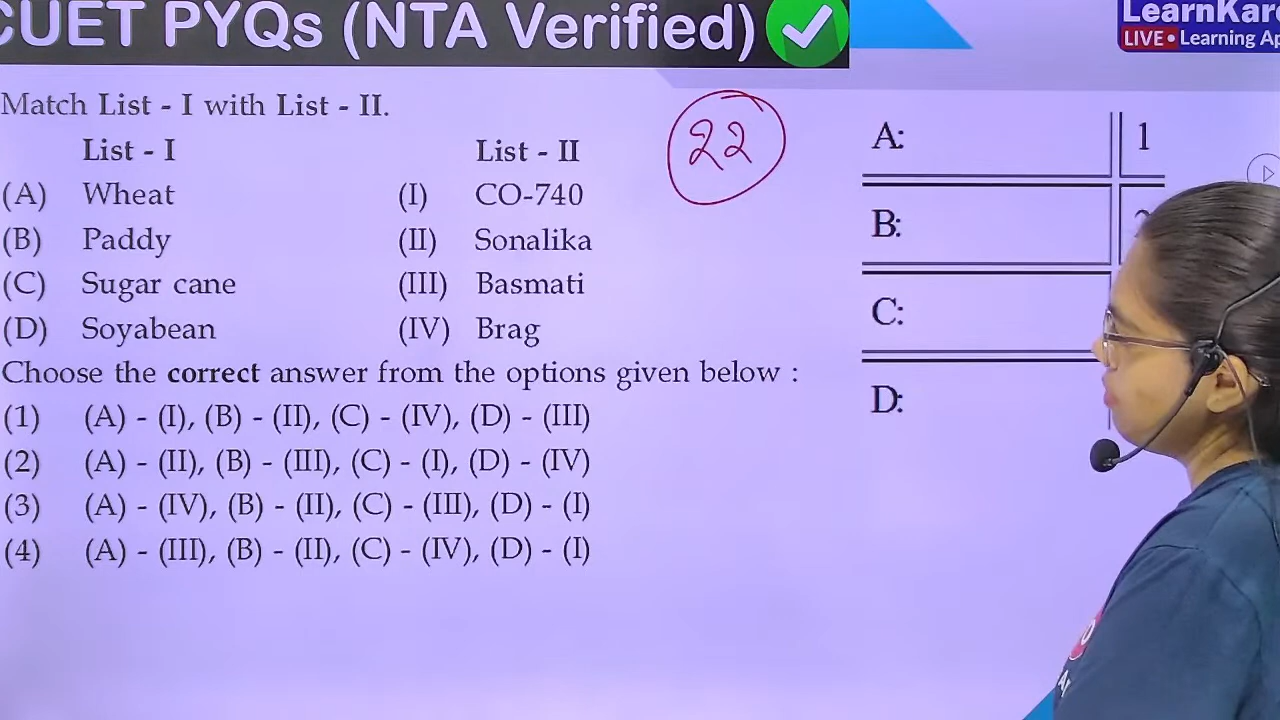 CUET PYQs (NTA Verified)
LearnKar
LIVE • Learning Ap
Match List - I with List - II.
22
List - I List - II
(A) Wheat (I) CO-740
(B) Paddy (II) Sonalika
(C) Sugar cane (III) Basmati
(D) Soyabean (IV) Brag
Choose the correct answer from the options given below :
(1) (A) - (I), (B) - (II), (C) - (IV), (D) - (III)
(2) (A) - (II), (B) - (III), (C) - (I), (D) - (IV)
(3) (A) - (IV), (B) - (II), (C) - (III), (D) - (I)
(4) (A) - (III), (B) - (II), (C) - (IV), (D) - (I)
A: 1
B:
C:
D: